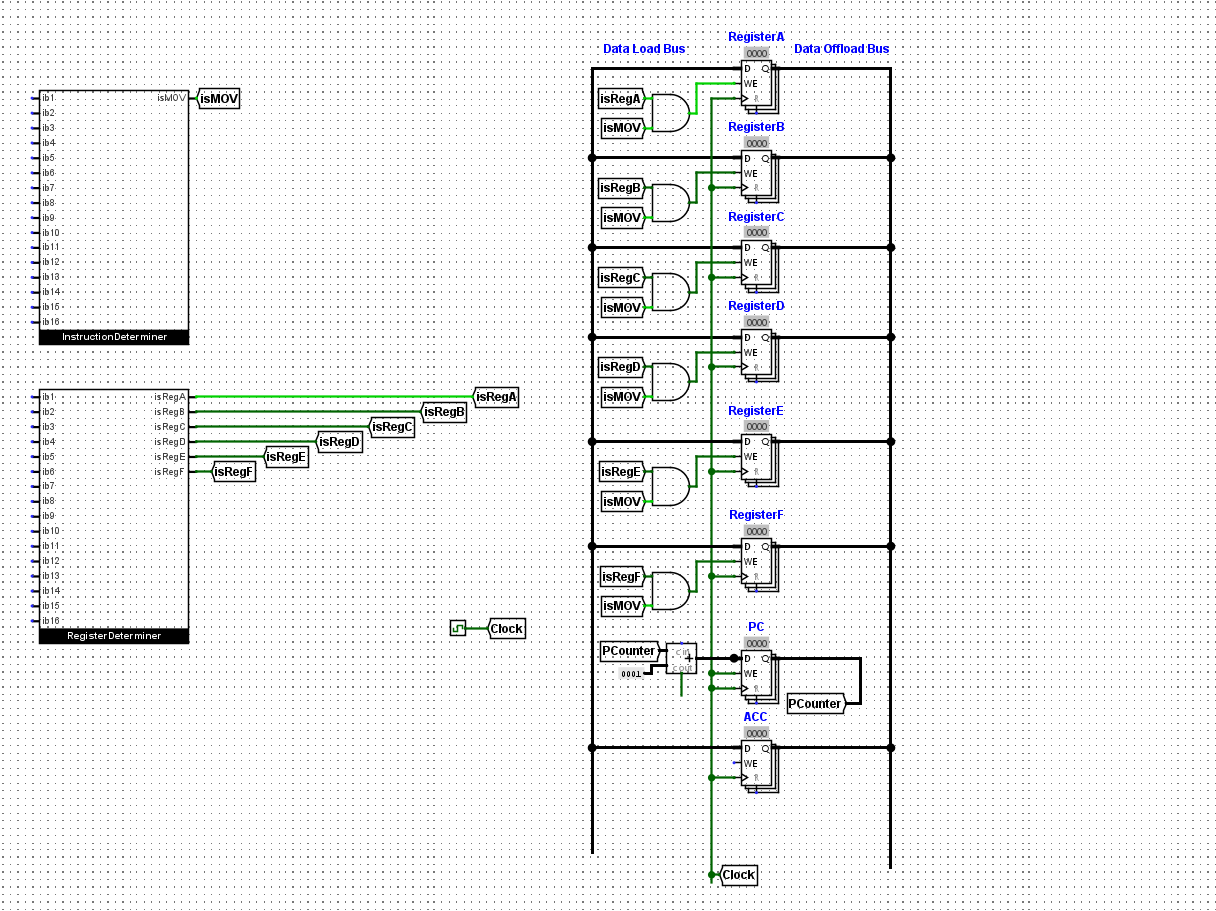 isMOV
isMOV
ib1
ib2
ib3
ib4
ib5
ib6
ib7
ib8
ib9
ib10
ib11
ib12
ib13
ib14
ib15
ib16
InstructionDeterminer
ib1
ib2
ib3
ib4
ib5
ib6
ib7
ib8
ib9
ib10
ib11
ib12
ib13
ib14
ib15
ib16
isRegA
isRegB
isRegC
isRegD
isRegE
isRegF
RegisterDeterminer
isRegA
isRegB
isRegC
isRegD
isRegE
isRegF
Clock
Data Load Bus
Data Offload Bus
RegisterA
0000
D Q
WE
R
isRegA
isMOV
RegisterB
0000
D Q
WE
R
isRegB
isMOV
RegisterC
0000
D Q
WE
R
isRegC
isMOV
RegisterD
0000
D Q
WE
R
isRegD
isMOV
RegisterE
0000
D Q
WE
R
isRegE
isMOV
RegisterF
0000
D Q
WE
R
isRegF
isMOV
PC
0000
PCounter
c in
+
c out
0001
D Q
WE
R
PCounter
ACC
0000
D Q
WE
R
Clock